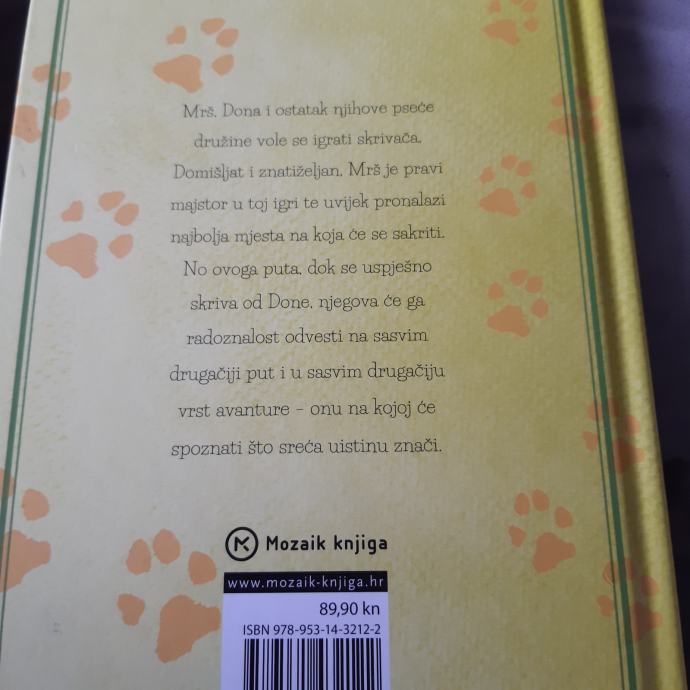 Mrš, Dona i ostatak njihove pseće
družine vole se igrati skrivača.
Domišljat i znatiželjan, Mrš je pravi
majstor u toj igri te uvijek pronalazi
najbolja mjesta na koja će se sakriti.
No ovoga puta, dok se uspješno
skriva od Done, njegova će ga
radoznalost odvesti na sasvim
drugačiji put i u sasvim drugačiju
vrst avanture – onu na kojoj će
spoznati što sreća uistinu znači.
Mozaik knjiga
www.mozaik-knjiga.hr
89,90 kn
ISBN 978-953-14-3212-2